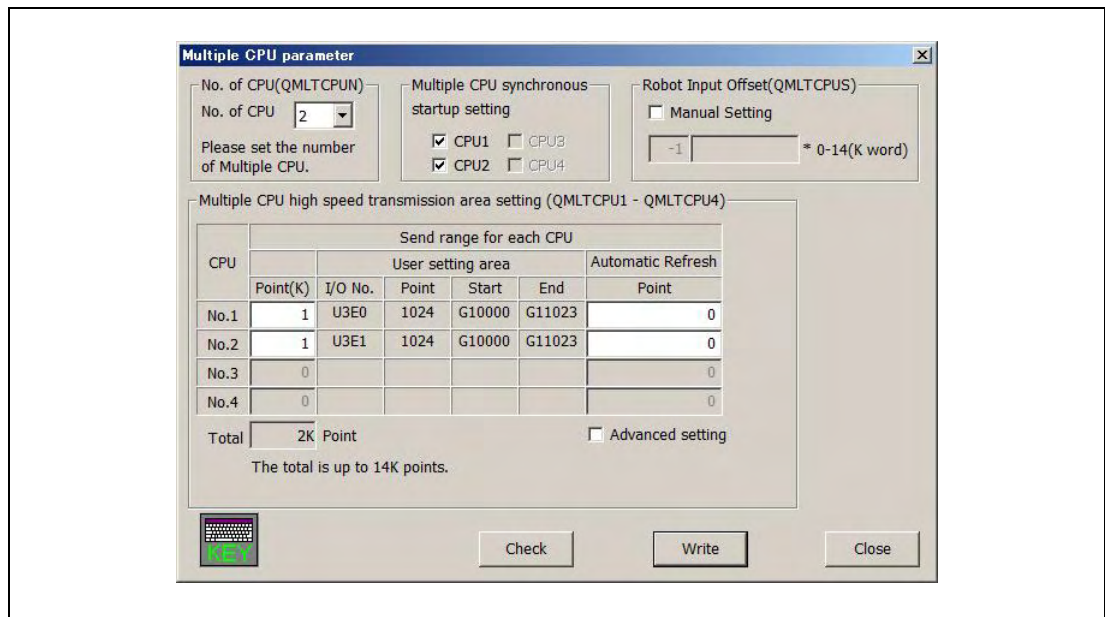 Multiple CPU parameter
No. of CPU(QMLTCPUN)
No. of CPU 2
Please set the number
of Multiple CPU.
Multiple CPU synchronous
startup setting
CPU1 CPU3
CPU2 CPU4
Robot Input Offset(QMLTCPUS)
Manual Setting
-1 * 0-14(K word)
Multiple CPU high speed transmission area setting (QMLTCPU1 - QMLTCPU4)
Send range for each CPU
CPU User setting area Automatic Refresh
Point(K) I/O No. Point Start End Point
No.1 1 U3E0 1024 G10000 G11023 0
No.2 1 U3E1 1024 G10000 G11023 0
No.3 0 0
No.4 0 0
Total 2K Point Advanced setting
The total is up to 14K points.
KEY Check Write Close